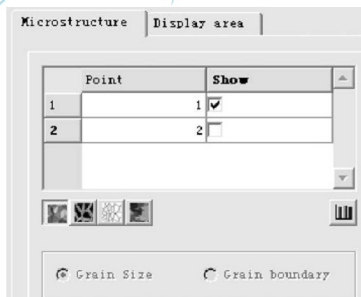 Microstructure Display area
Point Show
1 1
2 2
Grain Size Grain boundary